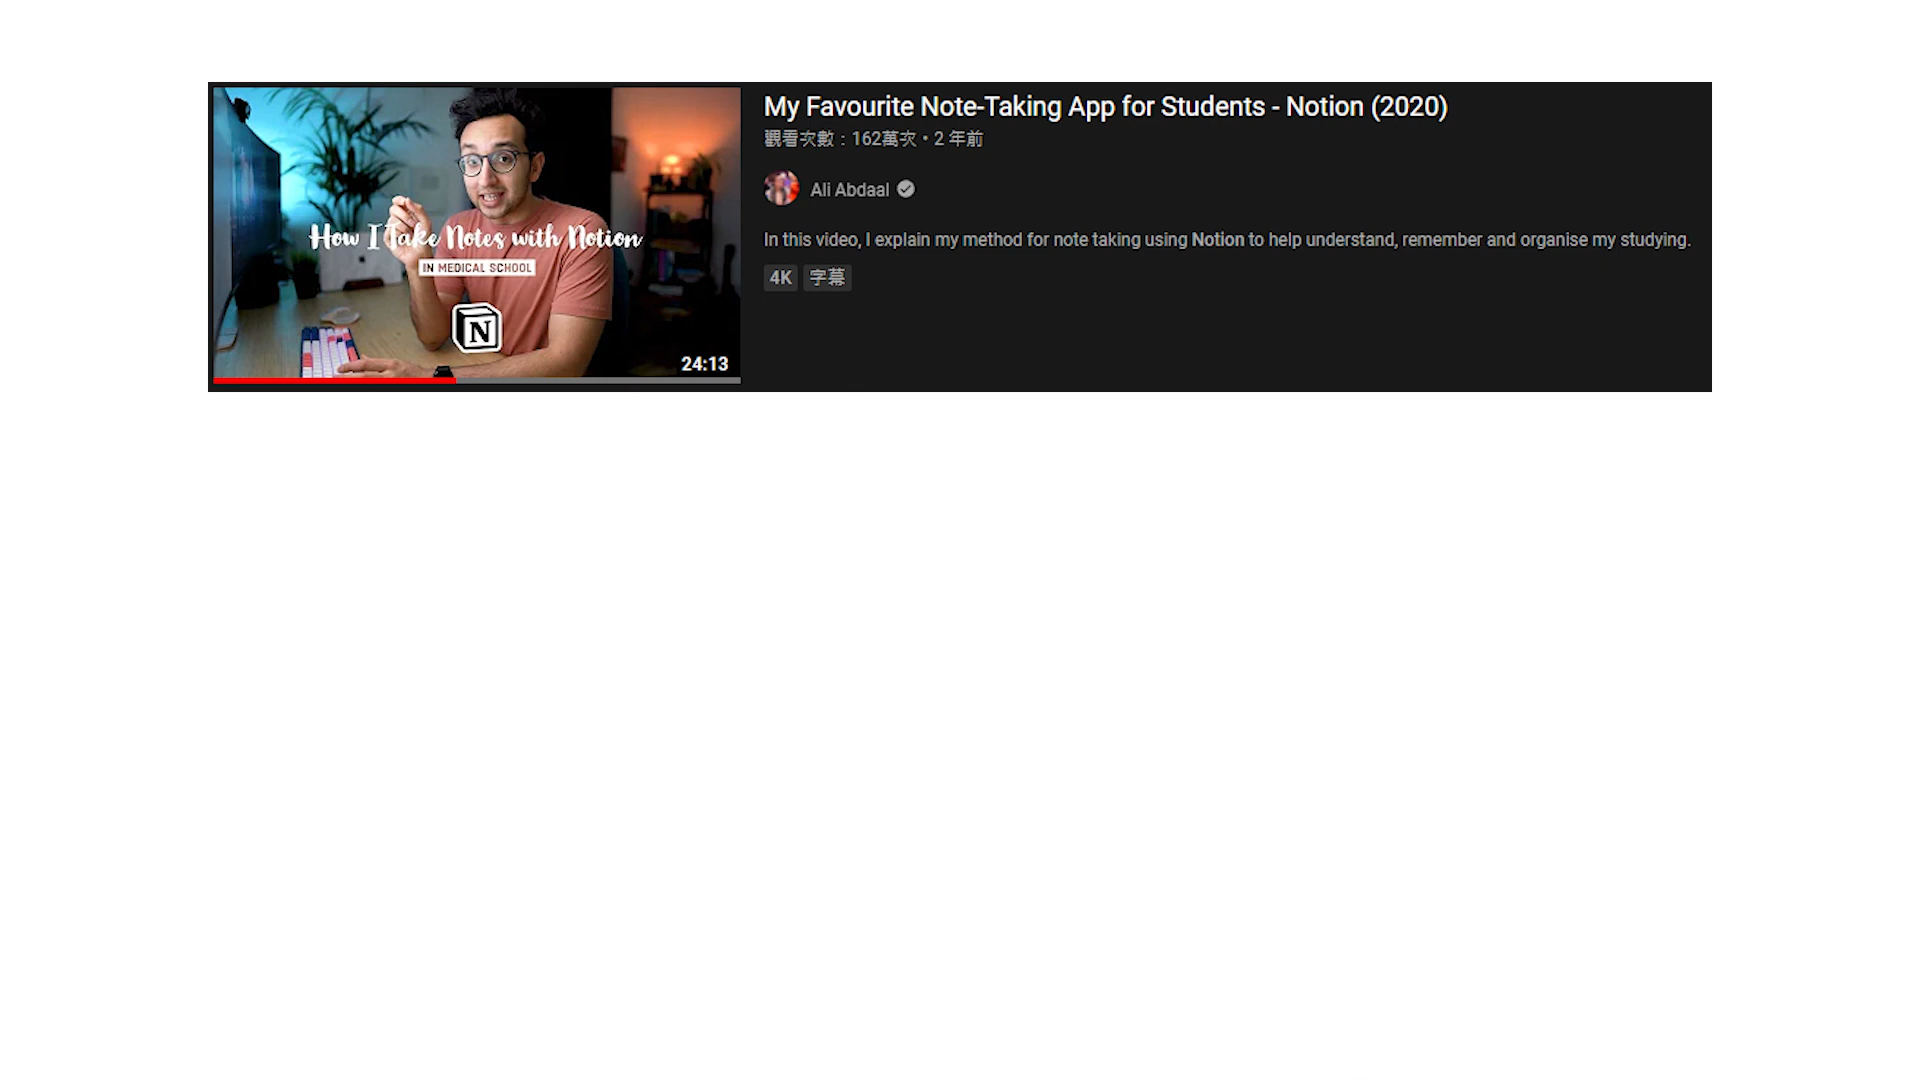 How I Take Notes with Notion
IN MEDICAL SCHOOL
N
24:13
My Favourite Note-Taking App for Students - Notion (2020)
觀看次數：162萬次・2 年前
Ali Abdaal
In this video, I explain my method for note taking using Notion to help understand, remember and organise my studying.
4K 字幕